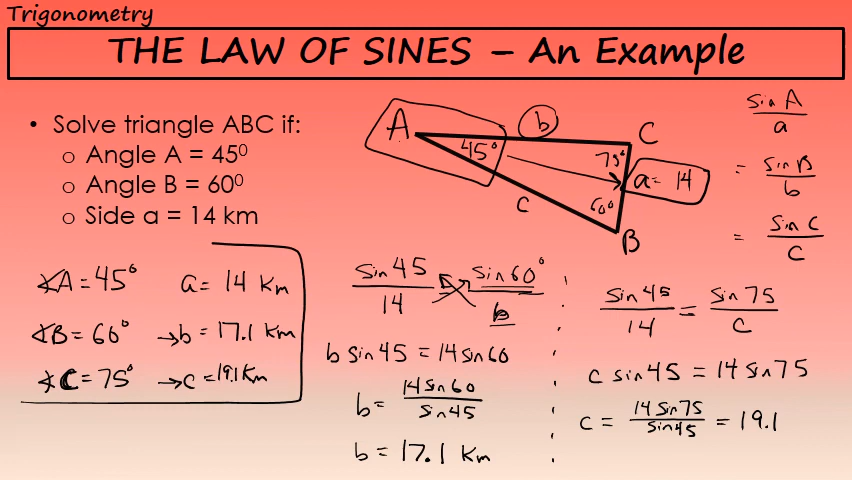 Trigonometry
THE LAW OF SINES – An Example
• Solve triangle ABC if:
o Angle A = 45⁰
o Angle B = 60⁰
o Side a = 14 km
A
b
C
45°
75°
a = 14
60°
c
B
sin A / a
= sin B / b
= sin C / c
∡A = 45° a = 14 km
∡B = 60° → b = 17.1 km
∡C = 75° → c = 19.1 km
sin 45 / 14 = sin 60° / b
b sin 45 = 14 sin 60
b = 14 sin 60 / sin 45
b = 17.1 km
sin 45 / 14 = sin 75 / c
c sin 45 = 14 sin 75
c = 14 sin 75 / sin 45 = 19.1